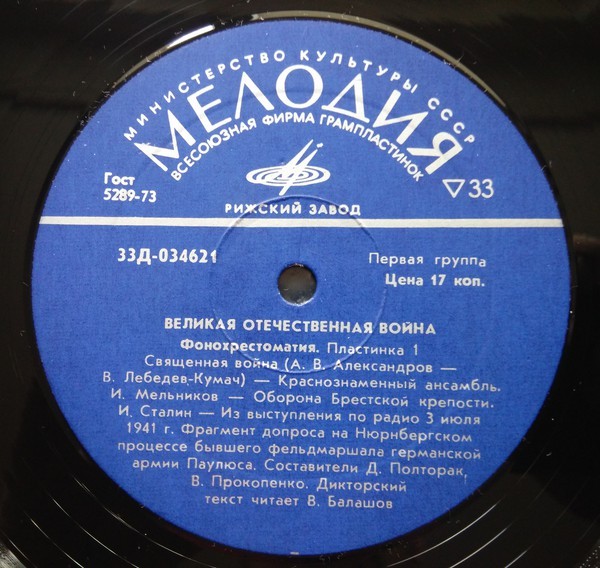 МИНИСТЕРСТВО КУЛЬТУРЫ СССР
МЕЛОДИЯ
ВСЕСОЮЗНАЯ ФИРМА ГРАМПЛАСТИНОК
Гост
5289-73
▽33
РИЖСКИЙ ЗАВОД
33Д-034621
Первая группа
Цена 17 коп.
ВЕЛИКАЯ ОТЕЧЕСТВЕННАЯ ВОЙНА
Фонохрестоматия. Пластинка 1
Священная война (А. В. Александров —
В. Лебедев-Кумач) — Краснознаменный ансамбль.
И. Мельников — Оборона Брестской крепости.
И. Сталин — Из выступления по радио 3 июля
1941 г. Фрагмент допроса на Нюрнбергском
процессе бывшего фельдмаршала германской
армии Паулюса. Составители Д. Полторак,
В. Прокопенко. Дикторский
текст читает В. Балашов